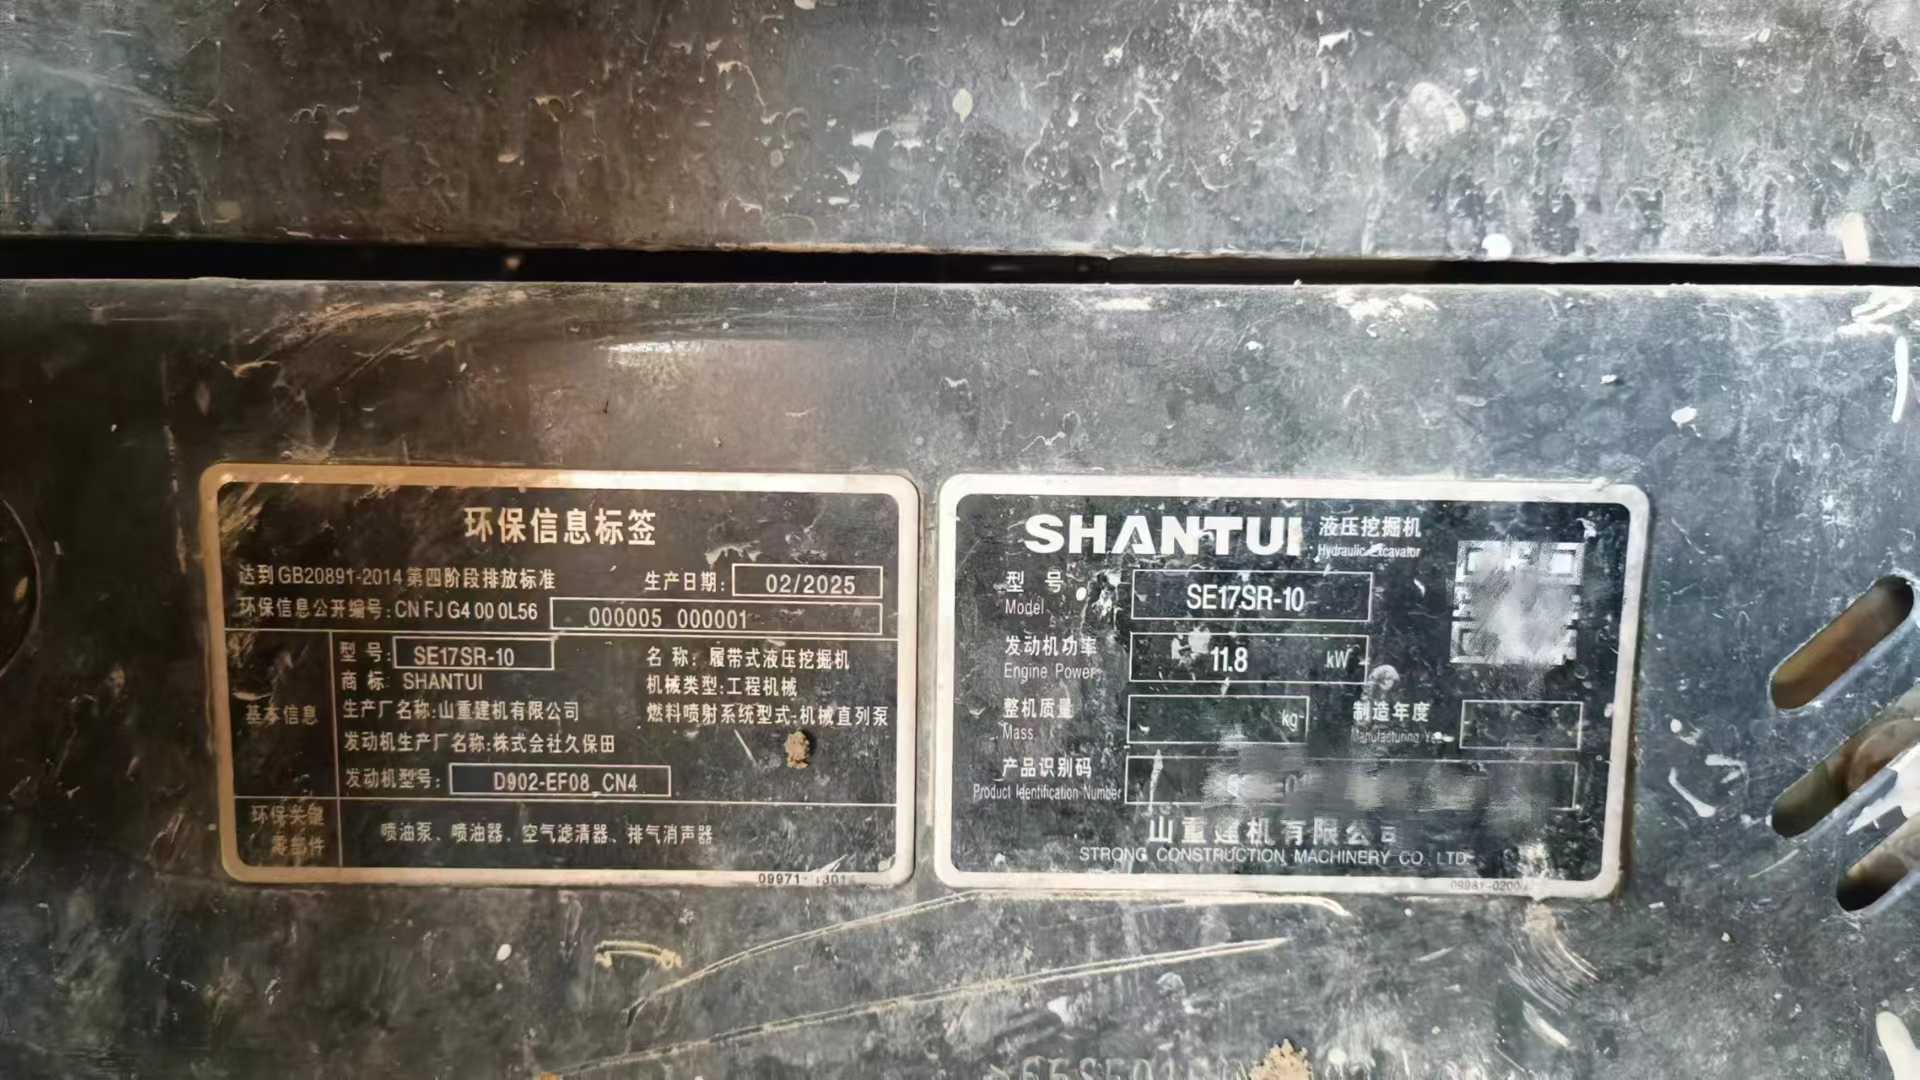 环保信息标签
达到GB20891-2014第四阶段排放标准 生产日期: 02/2025
环保信息公开编号:CN FJ G4 00 0L56 000005 000001
基本信息
型 号: SE17SR-10 名 称: 履带式液压挖掘机
商 标 SHANTUI 机械类型:工程机械
生产厂名称:山重建机有限公司 燃料喷射系统型式:机械直列泵
发动机生产厂名称:株式会社久保田
发动机型号: D902-EF08_CN4
环保关键
零部件
喷油泵、喷油器、空气滤清器、排气消声器
09971-
SHANTUI 液压挖掘机
Hydraulic Excavator
型 号
Model
SE17SR-10
发动机功率
Engine Power
11.8 kW
整机质量
Mass
kg
制造年度
Manufacturing
产品识别码
Product Identification Number
山重建机有限公司
STRONG CONSTRUCTION MACHINERY CO. LTD.
09981-0200